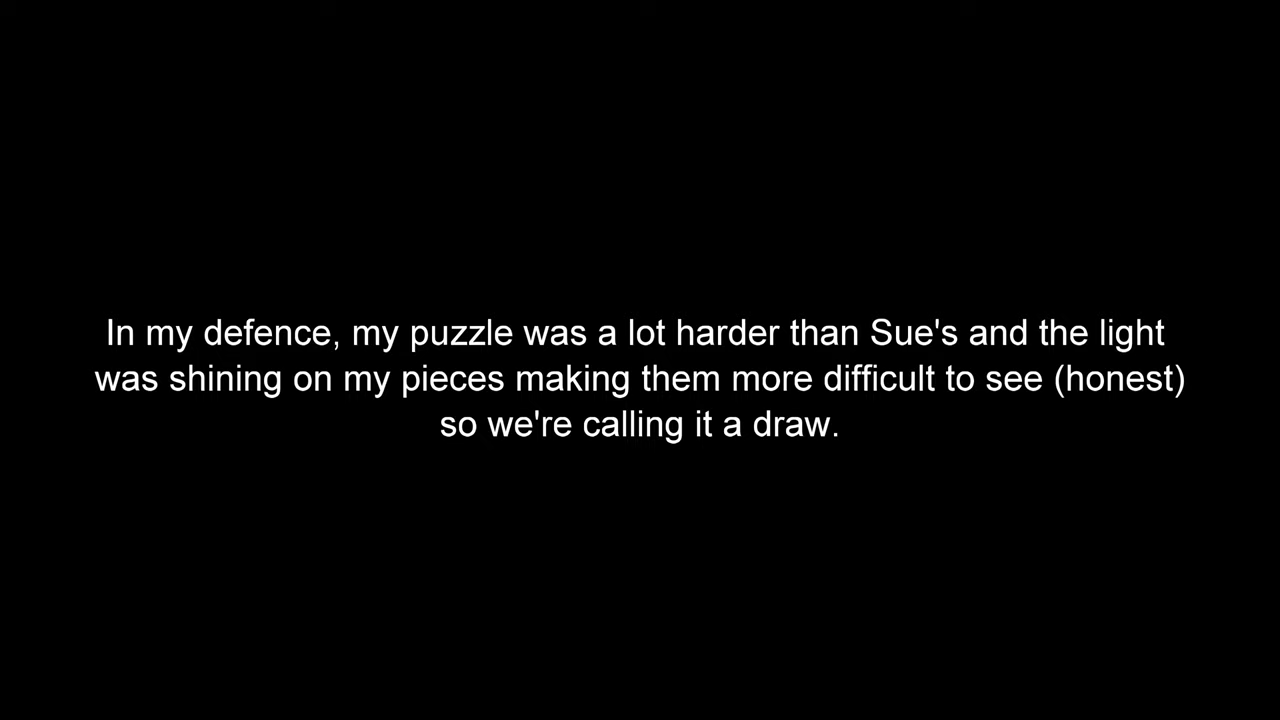 In my defence, my puzzle was a lot harder than Sue's and the light
was shining on my pieces making them more difficult to see (honest)
so we're calling it a draw.